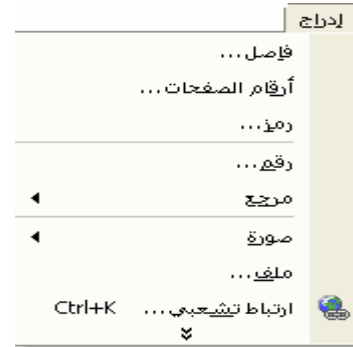 إدراج
فاصل...
أرقام الصفحات...
رمز...
رقم...
مرجع
صورة
ملف...
ارتباط تشعبي... Ctrl+K